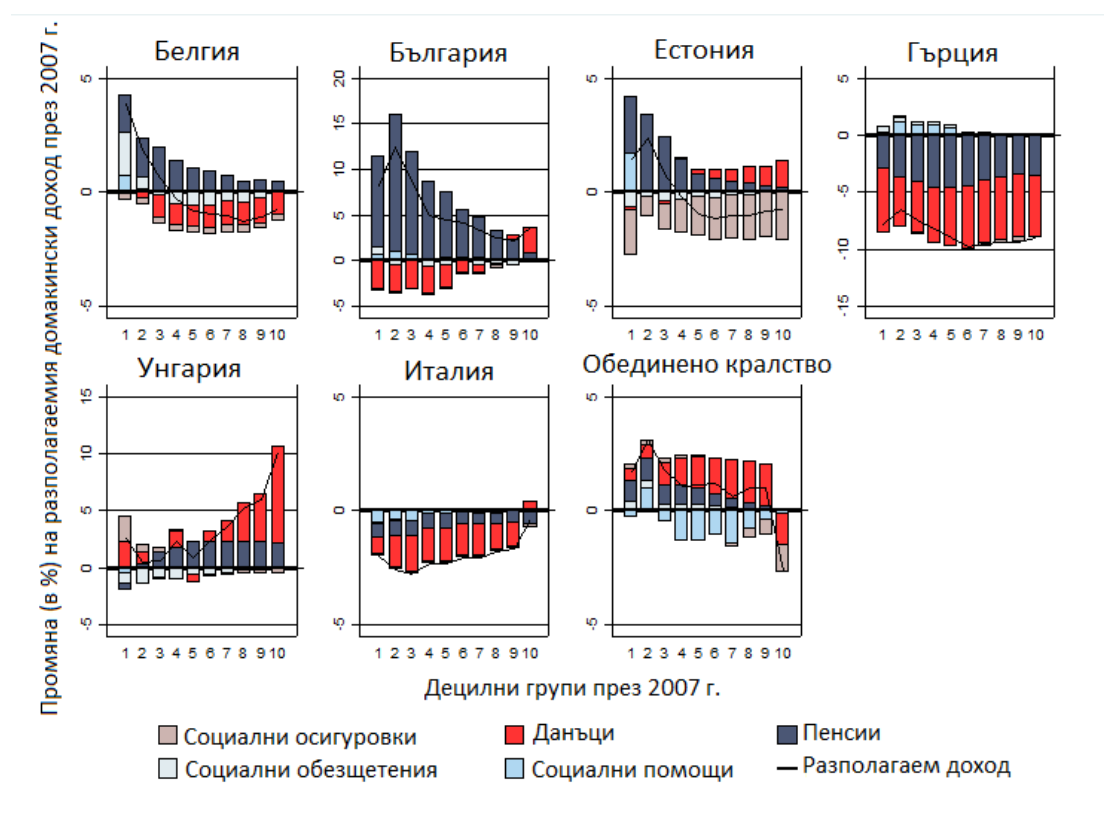 Промяна (в %) на разполагаемия домакински доход през 2007 г.
Белгия
5
0
-5
1 2 3 4 5 6 7 8 9 10
България
20
15
10
5
0
-5
1 2 3 4 5 6 7 8 9 10
Естония
5
0
-5
1 2 3 4 5 6 7 8 9 10
Гърция
5
0
-5
-10
-15
1 2 3 4 5 6 7 8 9 10
Унгария
15
10
5
0
-5
1 2 3 4 5 6 7 8 9 10
Италия
5
0
-5
1 2 3 4 5 6 7 8 9 10
Обединено кралство
5
0
-5
1 2 3 4 5 6 7 8 9 10
Децилни групи през 2007 г.
Социални осигуровки
Данъци
Пенсии
Социални обезщетения
Социални помощи
Разполагаем доход